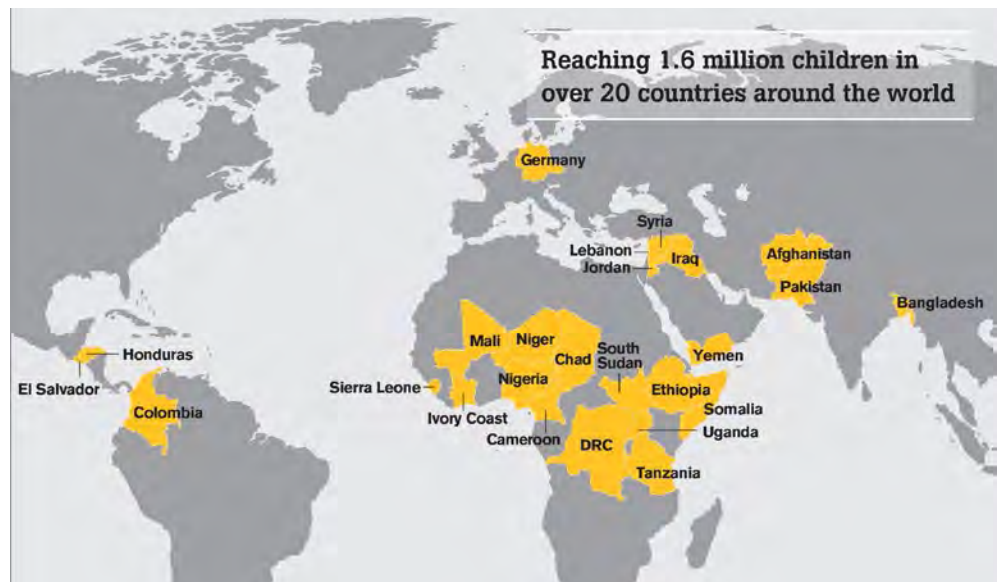 Reaching 1.6 million children in
over 20 countries around the world
Germany
Syria
Lebanon
Iraq
Jordan
Afghanistan
Pakistan
Bangladesh
Honduras
El Salvador
Colombia
Mali
Niger
Chad
South
Sudan
Yemen
Nigeria
Ethiopia
Sierra Leone
Somalia
Ivory Coast
Uganda
Cameroon
DRC
Tanzania